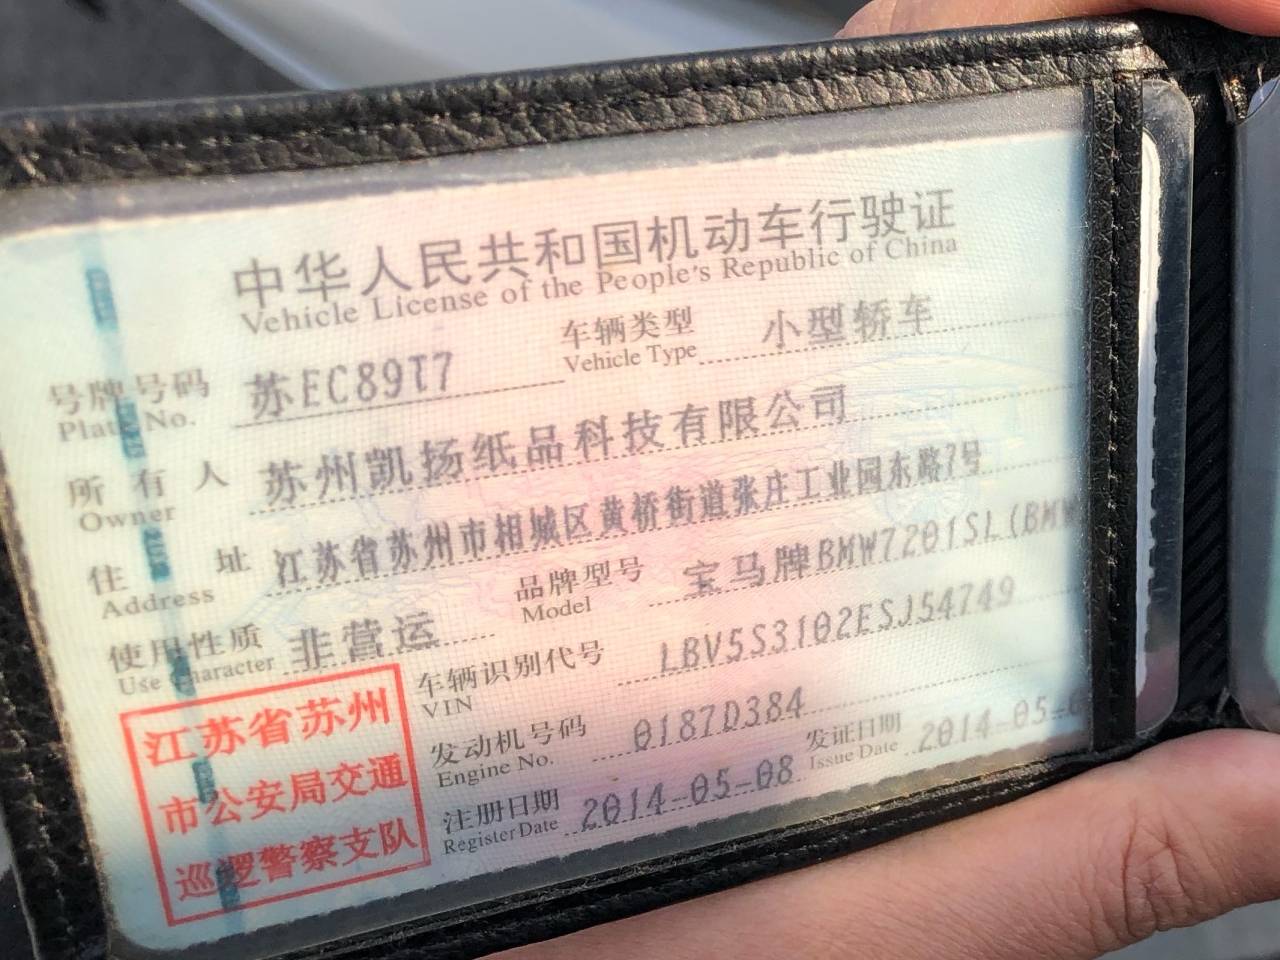 中华人民共和国机动车行驶证
Vehicle License of the People's Republic of China
号牌号码 苏EC89T7 车辆类型 小型轿车
Plate No. Vehicle Type
所有人 苏州凯扬纸品科技有限公司
Owner
住址 江苏省苏州市相城区黄桥街道张庄工业园东路7号
Address
品牌型号 宝马牌BMW7201SL(BMW
Model
使用性质 非营运
Use Character
车辆识别代号 LBV5S3102ESJ54749
VIN
发动机号码 0187D384
Engine No.
发证日期 2014-05-0
Issue Date
注册日期 2014-05-08
Register Date
江苏省苏州
市公安局交通
巡逻警察支队